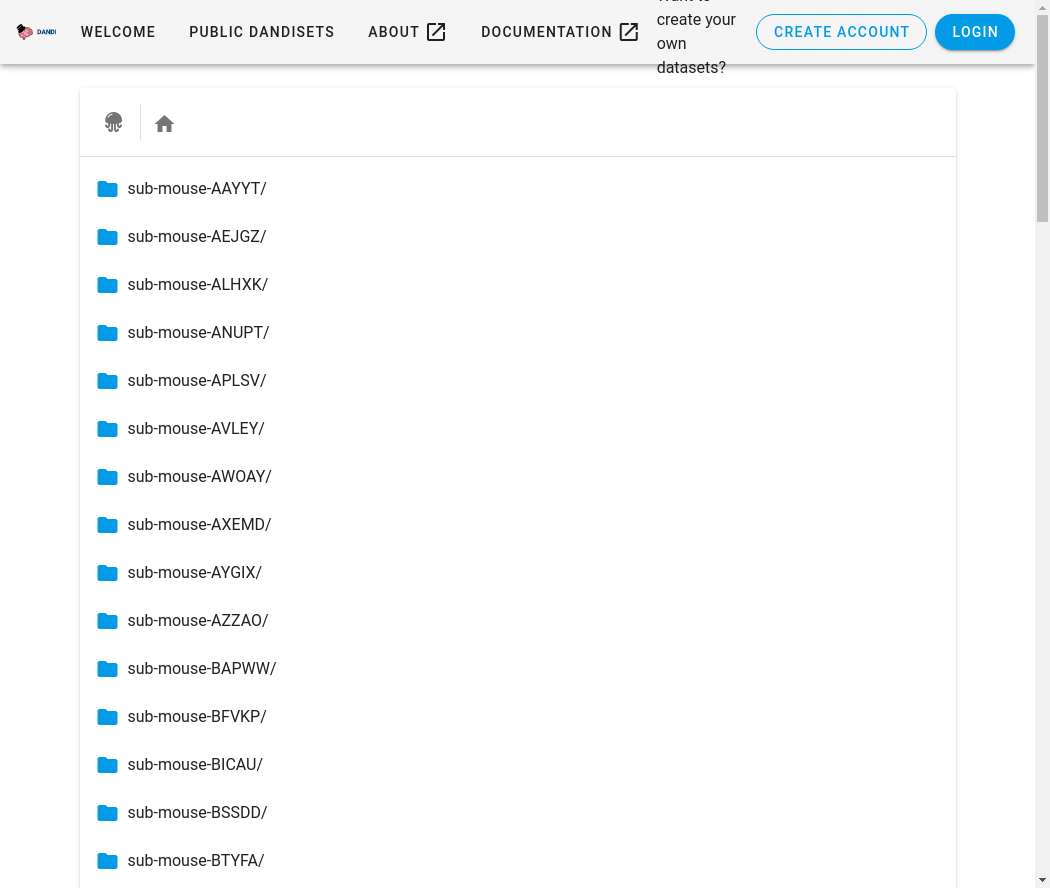 DANDI
WELCOME
PUBLIC DANDISETS
ABOUT
DOCUMENTATION
create your
own
datasets?
CREATE ACCOUNT
LOGIN
sub-mouse-AAYYT/
sub-mouse-AEJGZ/
sub-mouse-ALHXK/
sub-mouse-ANUPT/
sub-mouse-APLSV/
sub-mouse-AVLEY/
sub-mouse-AWOAY/
sub-mouse-AXEMD/
sub-mouse-AYGIX/
sub-mouse-AZZAO/
sub-mouse-BAPWW/
sub-mouse-BFVKP/
sub-mouse-BICAU/
sub-mouse-BSSDD/
sub-mouse-BTYFA/